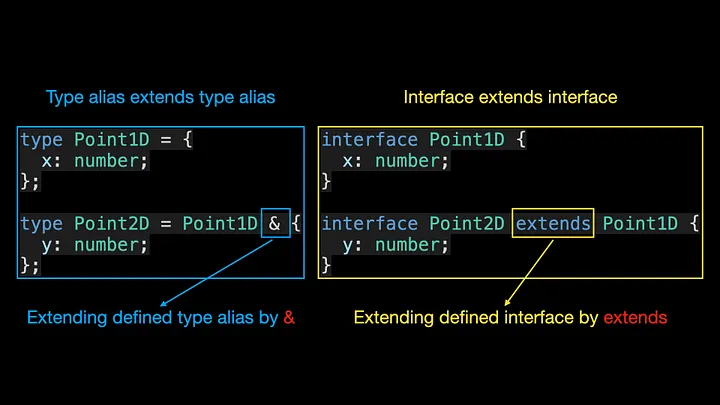 Type alias extends type alias
type Point1D = {
  x: number;
};
type Point2D = Point1D & {
  y: number;
};
Extending defined type alias by &
Interface extends interface
interface Point1D {
  x: number;
}
interface Point2D extends Point1D {
  y: number;
}
Extending defined interface by extends